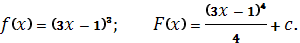 f(x) = (3x − 1)³; F(x) = (3x − 1)⁴/4 + c.